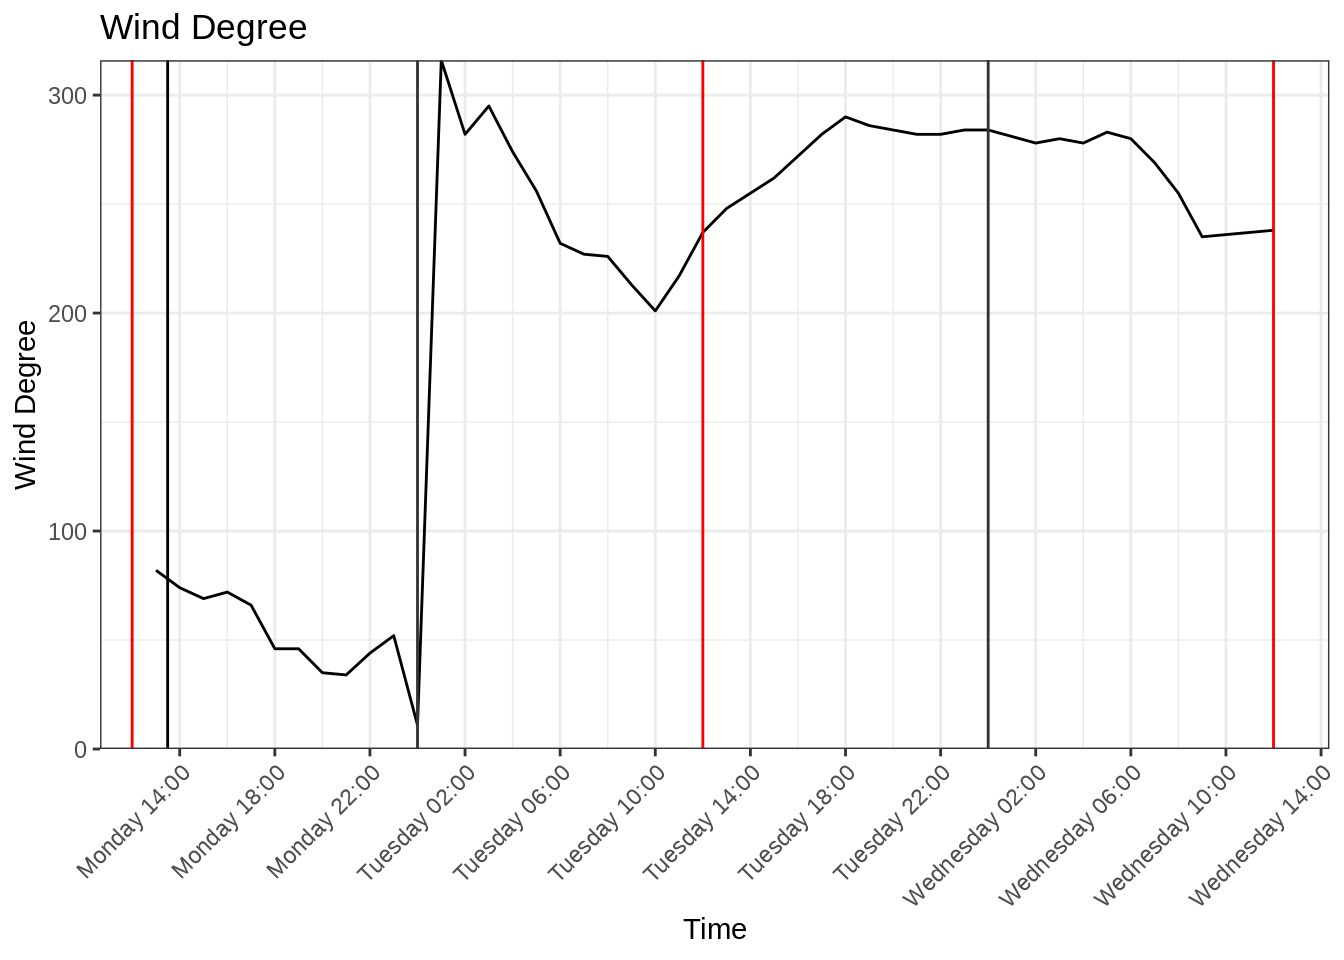 Wind Degree
300
200
100
0
Wind Degree
Monday 14:00
Monday 18:00
Monday 22:00
Tuesday 02:00
Tuesday 06:00
Tuesday 10:00
Tuesday 14:00
Tuesday 18:00
Tuesday 22:00
Wednesday 02:00
Wednesday 06:00
Wednesday 10:00
Wednesday 14:00
Time